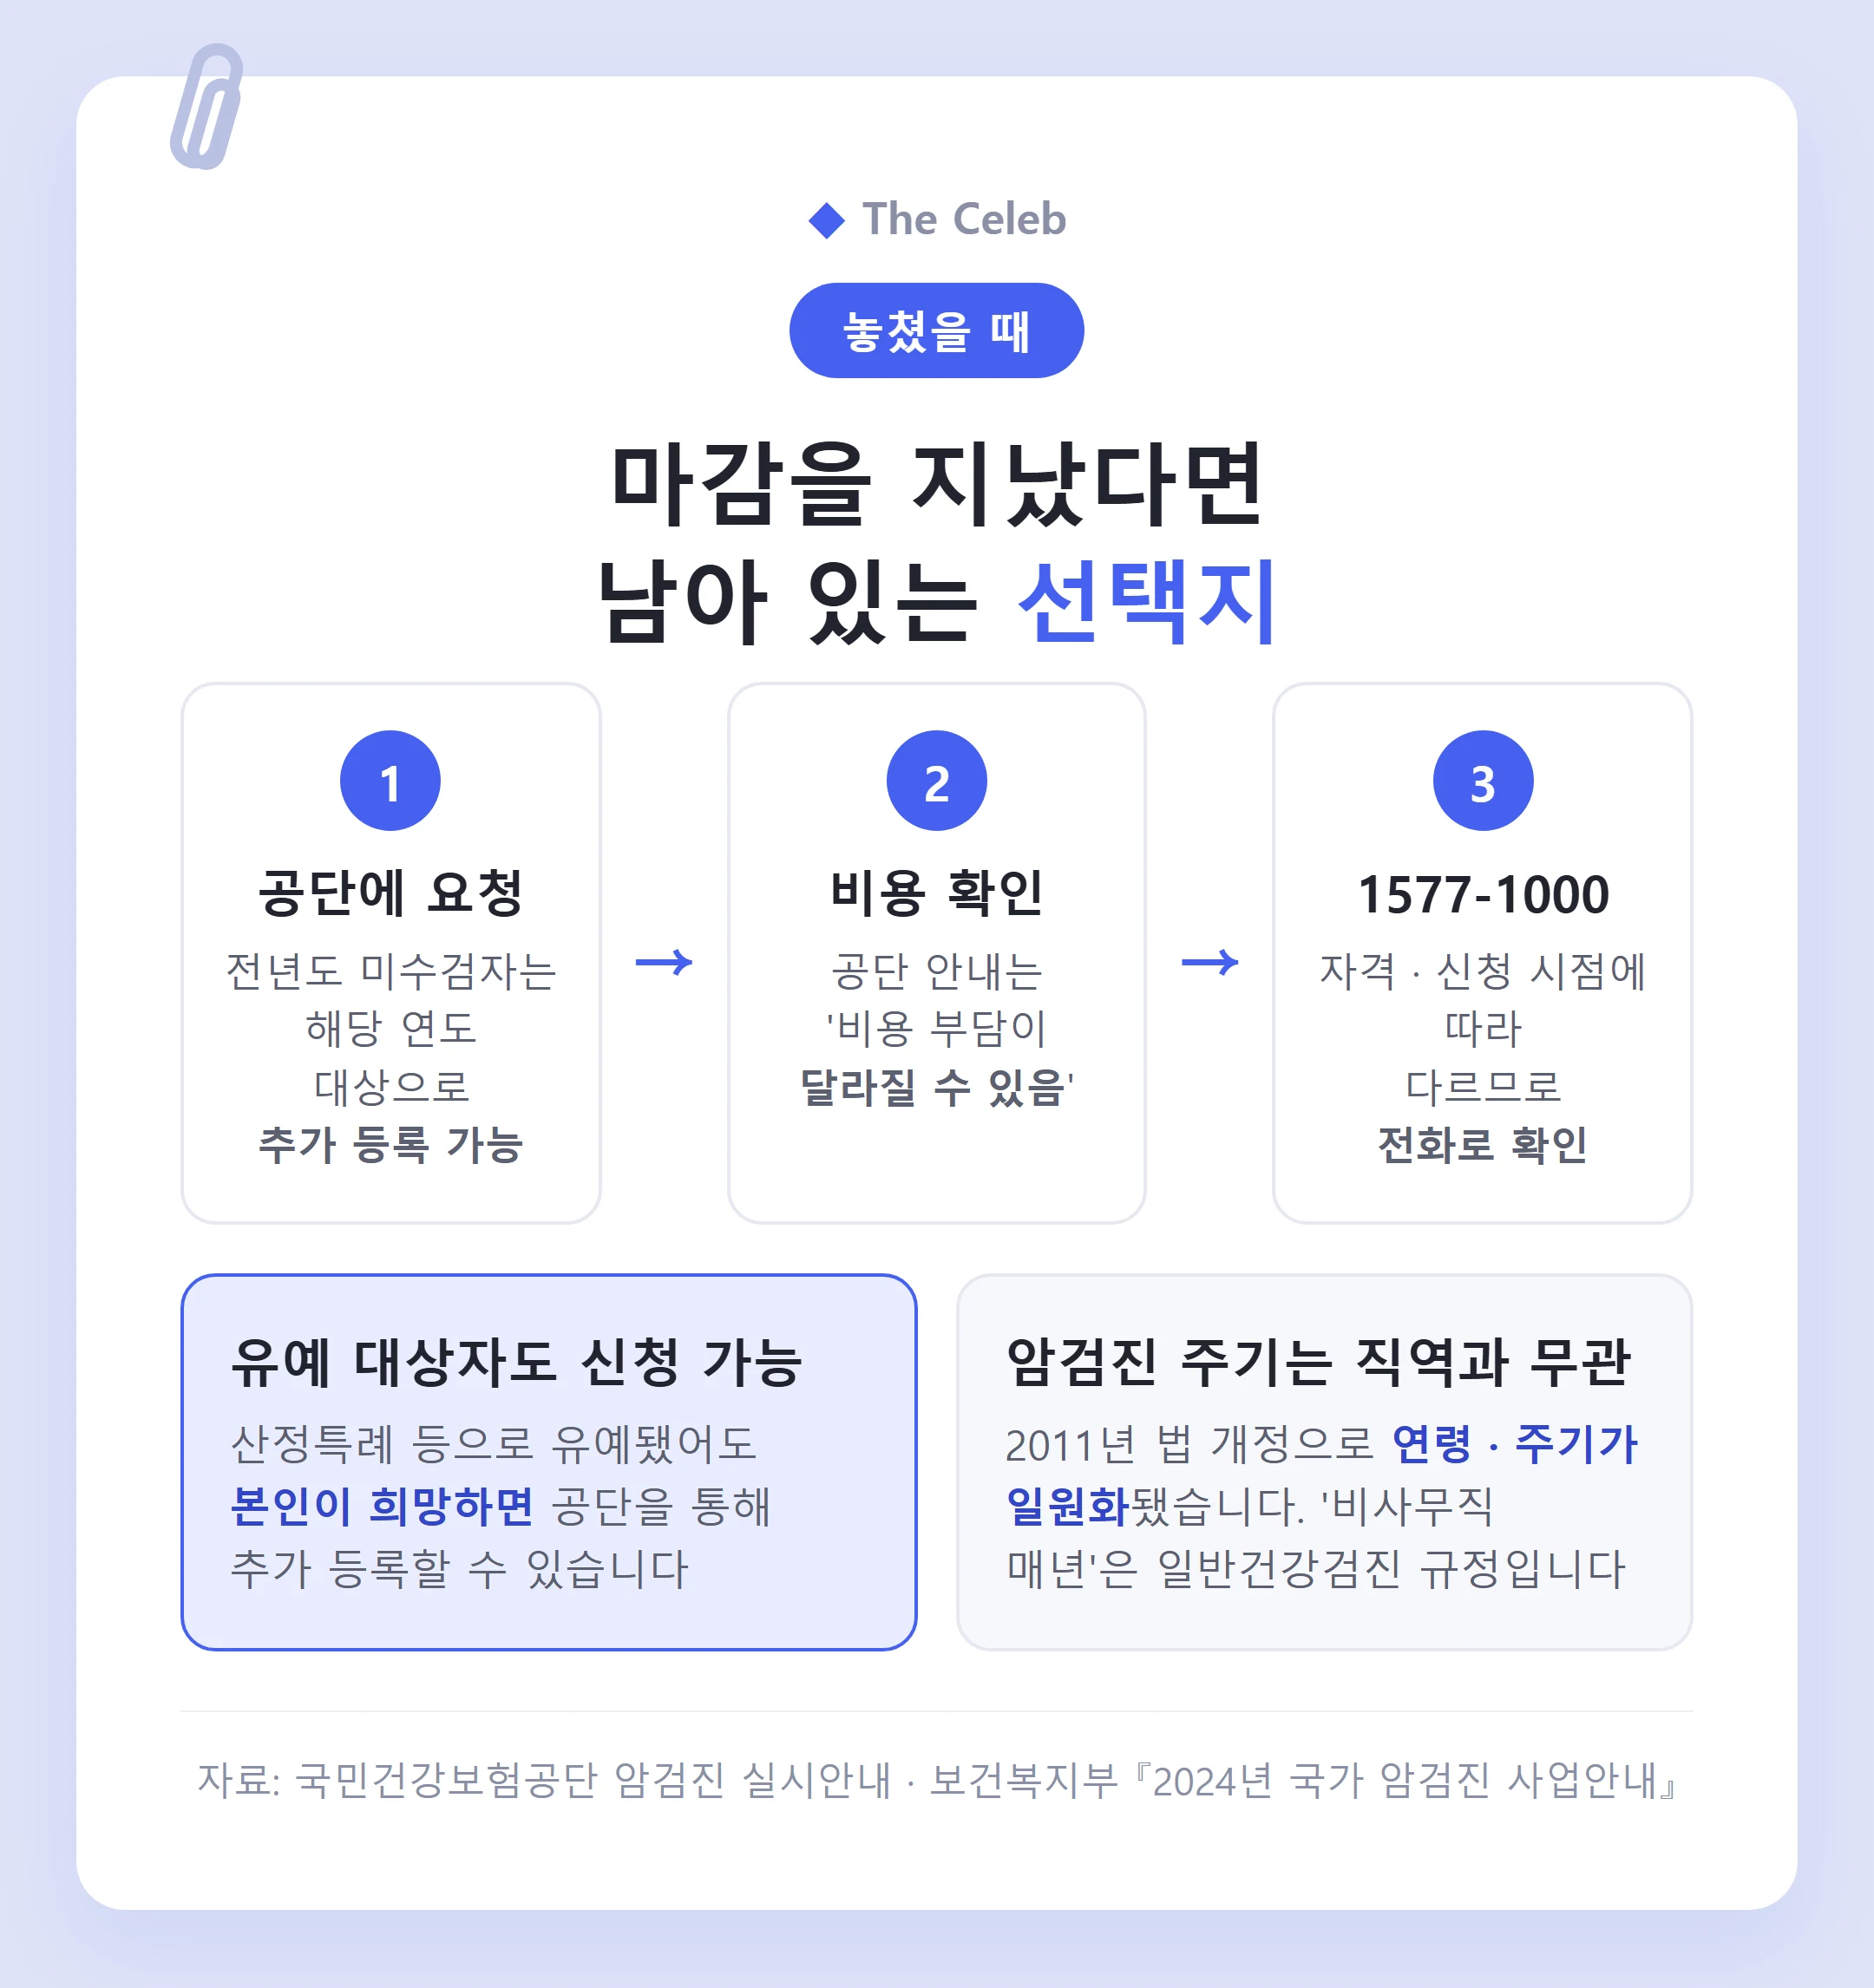 The Celeb
놓쳤을 때
마감을 지났다면
남아 있는 선택지
1
공단에 요청
전년도 미수검자는
해당 연도
대상으로
추가 등록 가능
→
2
비용 확인
공단 안내는
'비용 부담이
달라질 수 있음'
→
3
1577-1000
자격 · 신청 시점에
따라
다르므로
전화로 확인
유예 대상자도 신청 가능
산정특례 등으로 유예됐어도
본인이 희망하면 공단을 통해
추가 등록할 수 있습니다
암검진 주기는 직역과 무관
2011년 법 개정으로 연령 · 주기가
일원화됐습니다. '비사무직
매년'은 일반건강검진 규정입니다
자료: 국민건강보험공단 암검진 실시안내 · 보건복지부 『2024년 국가 암검진 사업안내』